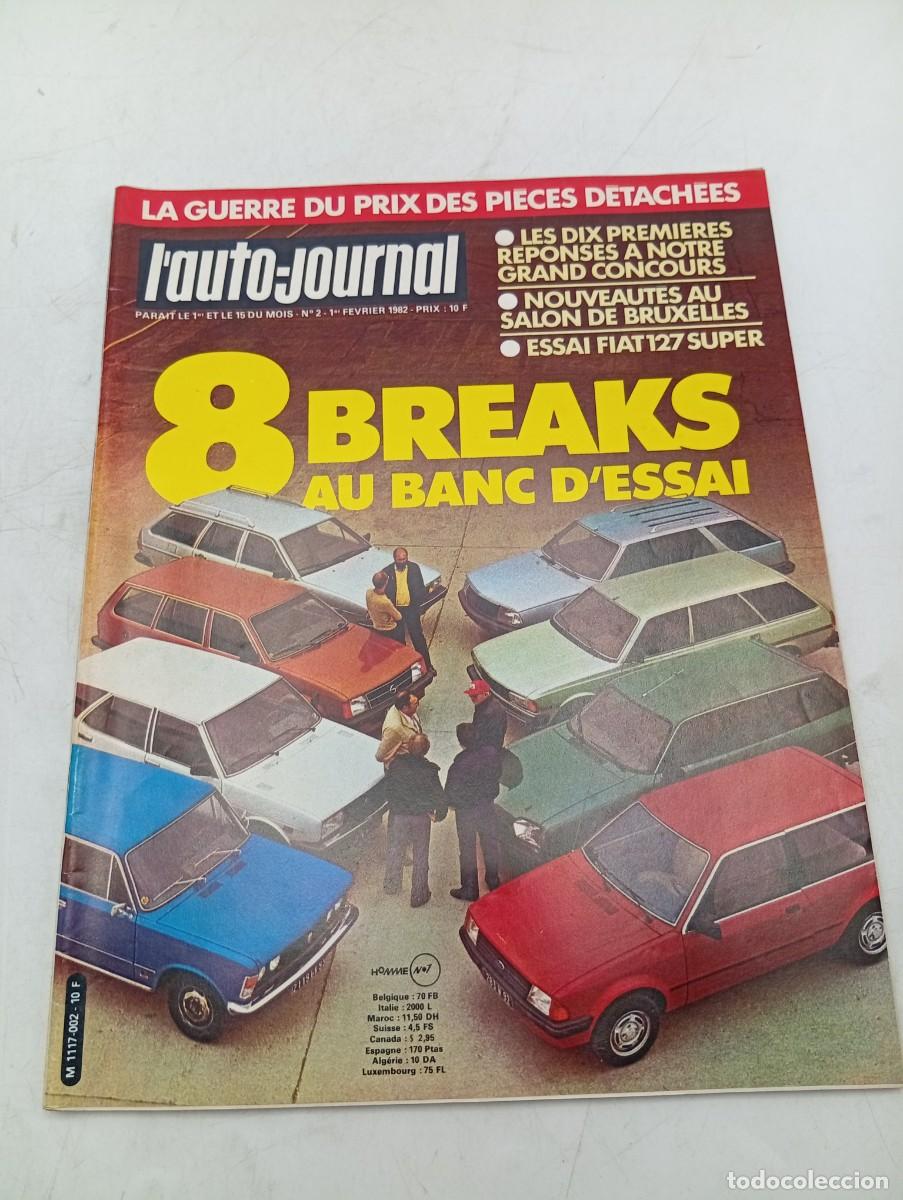 LA GUERRE DU PRIX DES PIECES DETACHEES
l'auto-journal
PARAIT LE 1er ET LE 15 DU MOIS - N° 2 - 1er FEVRIER 1982 - PRIX : 10 F
● LES DIX PREMIERES
REPONSES A NOTRE
GRAND CONCOURS
● NOUVEAUTES AU
SALON DE BRUXELLES
● ESSAI FIAT 127 SUPER
8 BREAKS
AU BANC D'ESSAI
HOMME N°7
Belgique : 70 FB
Italie : 2000 L
Maroc : 11,50 DH
Suisse : 4,5 FS
Canada : $ 2,95
Espagne : 170 Ptas
Algérie : 10 DA
Luxembourg : 75 FL
M 1117-002 - 10 F
todocoleccion